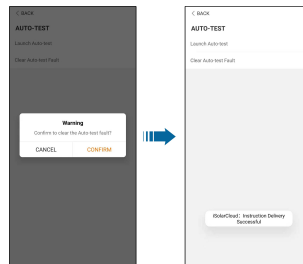 < BACK
AUTO-TEST
Launch Auto-test
Clear Auto-test Fault
Warning
Confirm to clear the Auto-test fault?
CANCEL CONFIRM
< BACK
AUTO-TEST
Launch Auto-test
Clear Auto-test Fault
iSolarCloud: Instruction Delivery
Successful